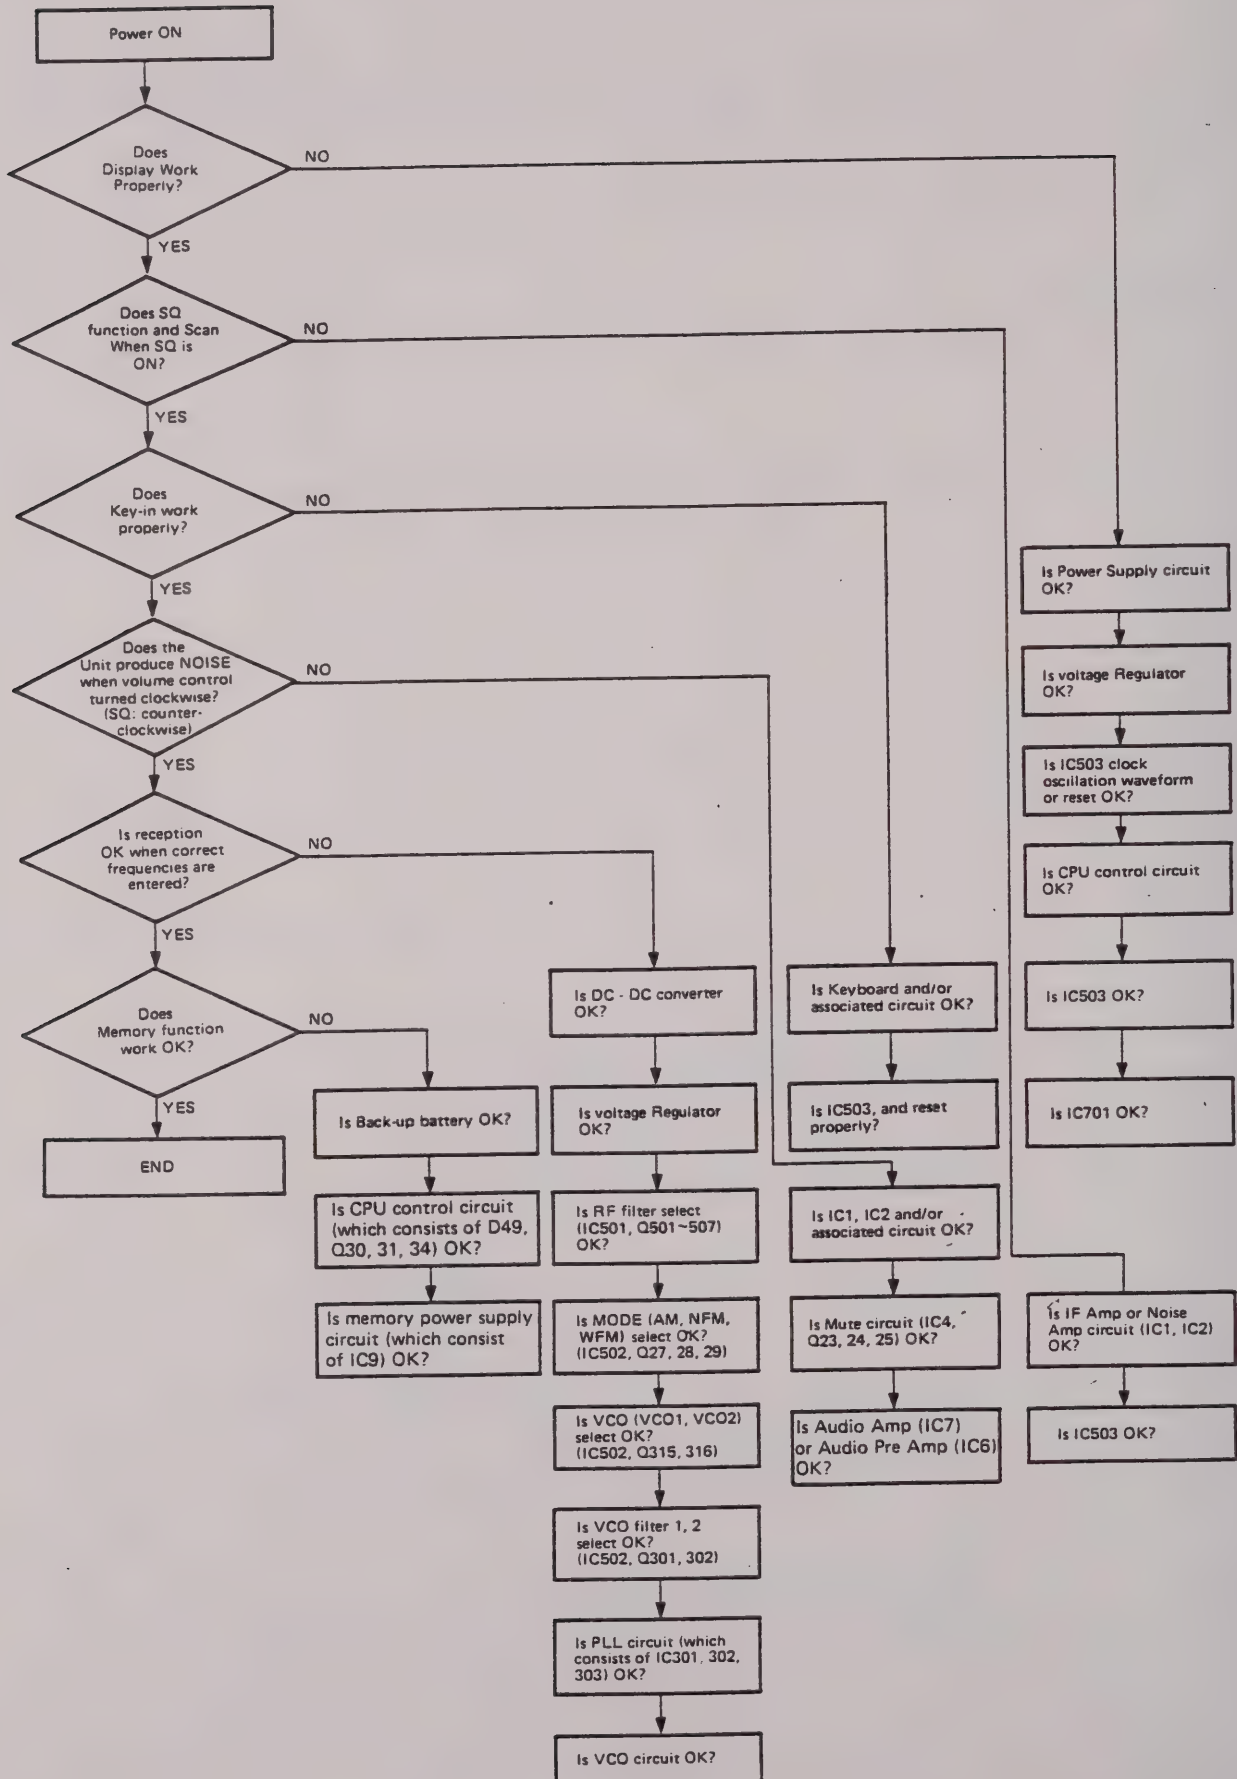 Power ON
Does
Display Work
Properly?
NO
YES
Does SQ
function and Scan
When SQ is
ON?
NO
YES
Does
Key-in work
properly?
NO
YES
Does the
Unit produce NOISE
when volume control
turned clockwise?
(SQ: counter-
clockwise)
NO
YES
Is reception
OK when correct
frequencies are
entered?
NO
YES
Does
Memory function
work OK?
NO
YES
END
Is Back-up battery OK?
Is CPU control circuit
(which consists of D49,
Q30, 31, 34) OK?
Is memory power supply
circuit (which consist
of IC9) OK?
Is DC - DC converter
OK?
Is voltage Regulator
OK?
Is RF filter select
(IC501, Q501~507)
OK?
Is MODE (AM, NFM,
WFM) select OK?
(IC502, Q27, 28, 29)
Is VCO (VCO1, VCO2)
select OK?
(IC502, Q315, 316)
Is VCO filter 1, 2
select OK?
(IC502, Q301, 302)
Is PLL circuit (which
consists of IC301, 302,
303) OK?
Is VCO circuit OK?
Is Keyboard and/or
associated circuit OK?
Is IC503, and reset
properly?
Is IC1, IC2 and/or
associated circuit OK?
Is Mute circuit (IC4,
Q23, 24, 25) OK?
Is Audio Amp (IC7)
or Audio Pre Amp (IC6)
OK?
Is Power Supply circuit
OK?
Is voltage Regulator
OK?
Is IC503 clock
oscillation waveform
or reset OK?
Is CPU control circuit
OK?
Is IC503 OK?
Is IC701 OK?
Is IF Amp or Noise
Amp circuit (IC1, IC2)
OK?
Is IC503 OK?